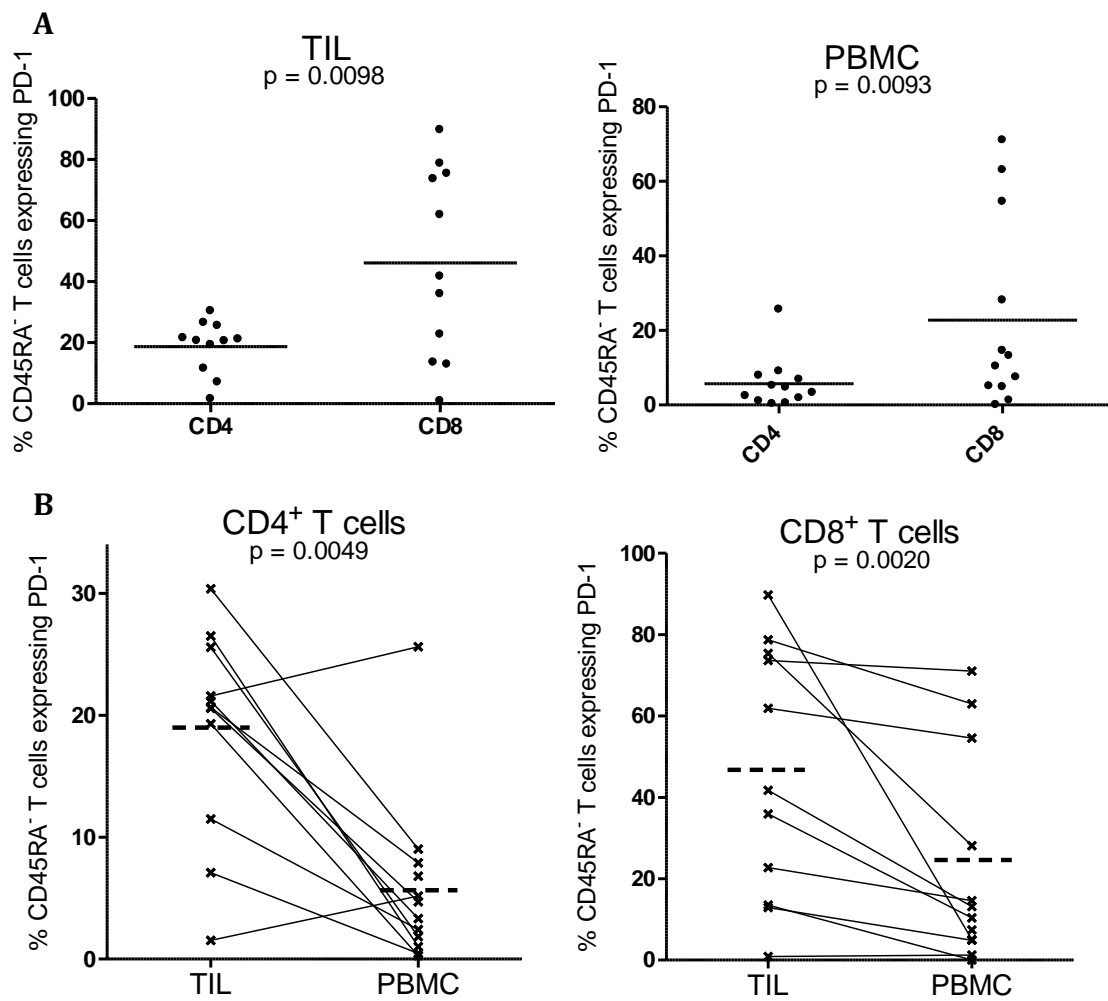 A
TIL
p = 0.0098
% CD45RA⁻ T cells expressing PD-1
100
80
60
40
20
0
CD4
CD8
PBMC
p = 0.0093
% CD45RA⁻ T cells expressing PD-1
80
60
40
20
0
CD4
CD8
B
CD4⁺ T cells
p = 0.0049
% CD45RA⁻ T cells expressing PD-1
30
20
10
0
TIL
PBMC
CD8⁺ T cells
p = 0.0020
% CD45RA⁻ T cells expressing PD-1
100
80
60
40
20
0
TIL
PBMC